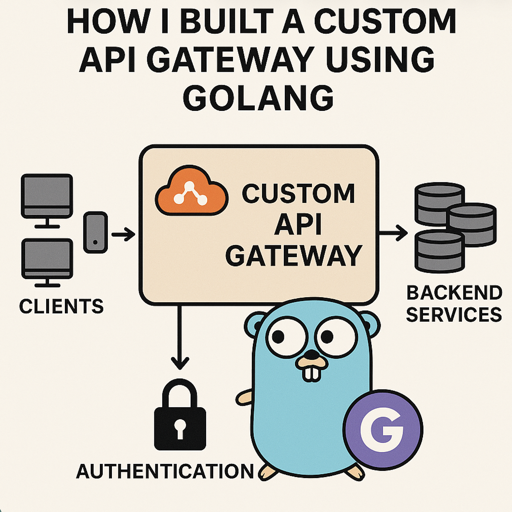 HOW I BUILT A CUSTOM
API GATEWAY USING
GOLANG
CUSTOM
API
GATEWAY
CLIENTS
BACKEND
SERVICES
AUTHENTICATION
G